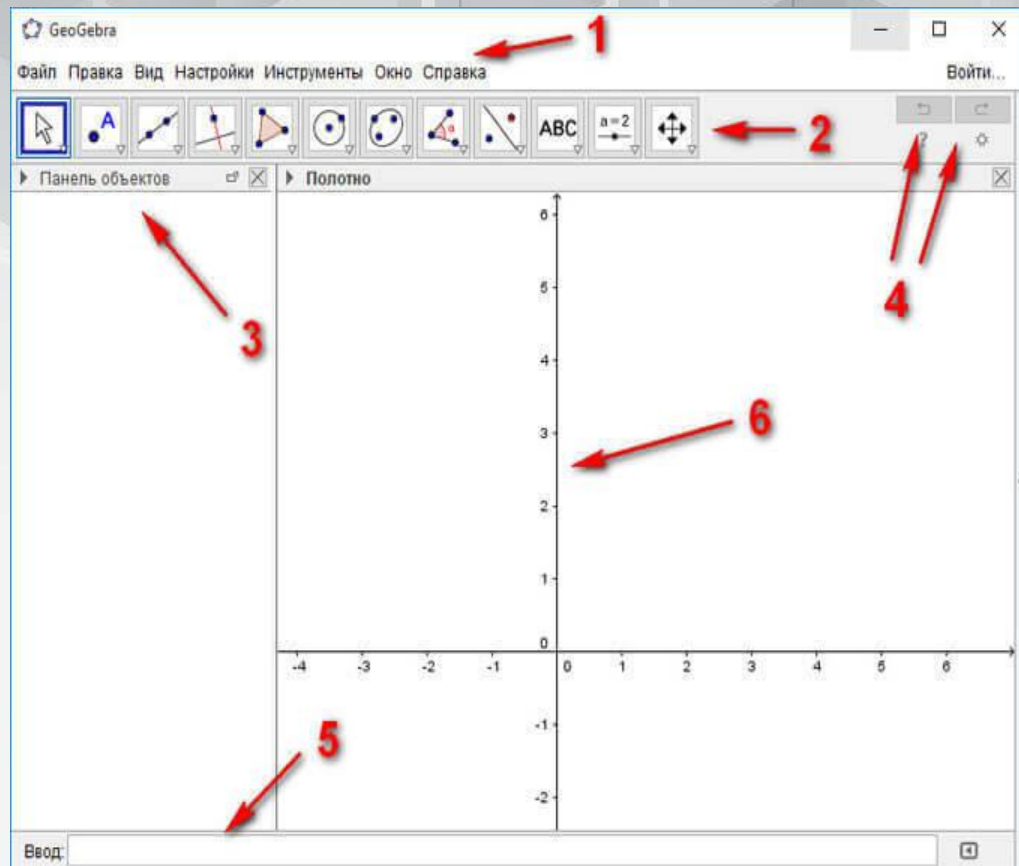 GeoGebra
1
Файл Правка Вид Настройки Инструменты Окно Справка Войти...
A α ABC a=2
2
?
Панель объектов
Полотно
3
4
5
6
6
5
4
3
2
1
0
-4 -3 -2 -1 0 1 2 3 4 5 6
-1
-2
Ввод: